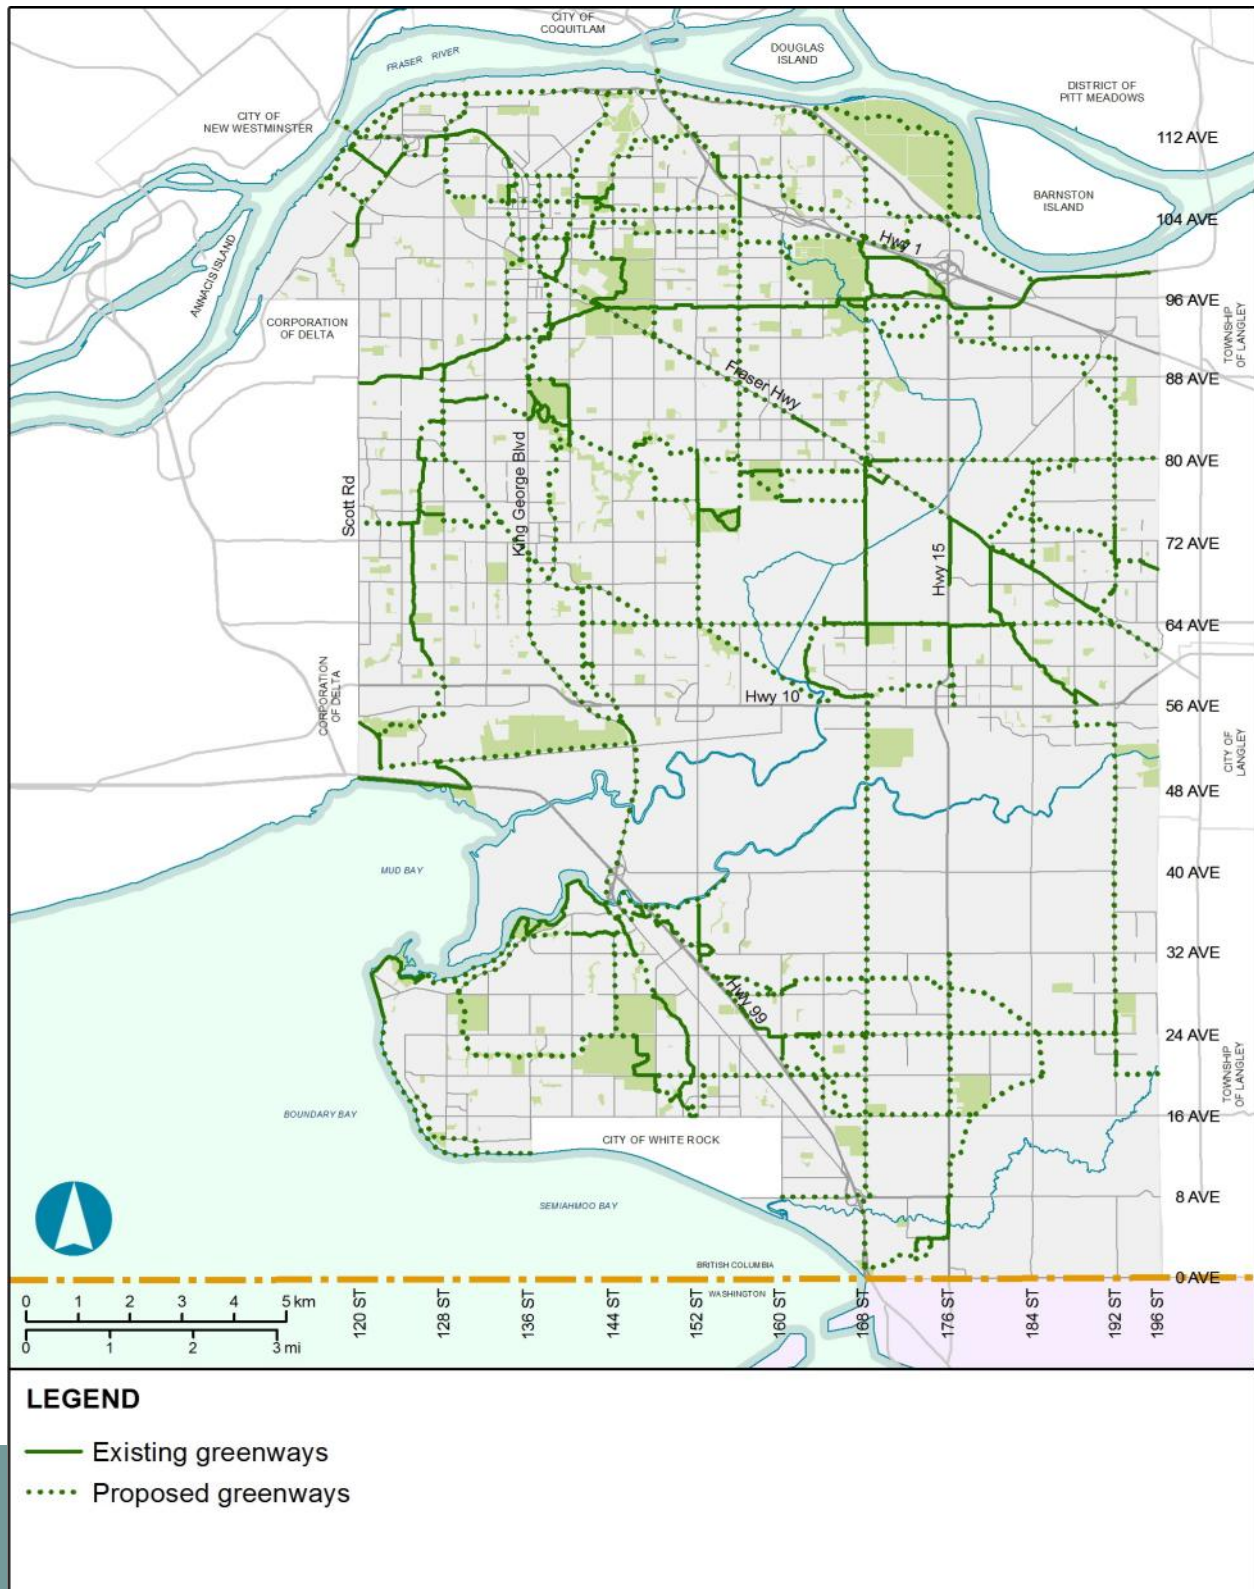 CITY OF
COQUITLAM
DOUGLAS
ISLAND
FRASER RIVER
DISTRICT OF
PITT MEADOWS
CITY OF
NEW WESTMINSTER
112 AVE
BARNSTON
ISLAND
104 AVE
Hwy 1
ANNACIS ISLAND
96 AVE
CORPORATION
OF DELTA
TOWNSHIP
OF LANGLEY
Fraser Hwy
88 AVE
King George Blvd
80 AVE
Scott Rd
72 AVE
Hwy 15
64 AVE
CORPORATION
OF DELTA
Hwy 10
56 AVE
CITY OF
LANGLEY
48 AVE
MUD BAY
40 AVE
32 AVE
Hwy 99
24 AVE
TOWNSHIP
OF LANGLEY
BOUNDARY BAY
16 AVE
CITY OF WHITE ROCK
8 AVE
SEMIAHMOO BAY
BRITISH COLUMBIA
0 AVE
WASHINGTON
0 1 2 3 4 5 km
0 1 2 3 mi
120 ST
128 ST
136 ST
144 ST
152 ST
160 ST
168 ST
176 ST
184 ST
192 ST
196 ST
LEGEND
Existing greenways
Proposed greenways